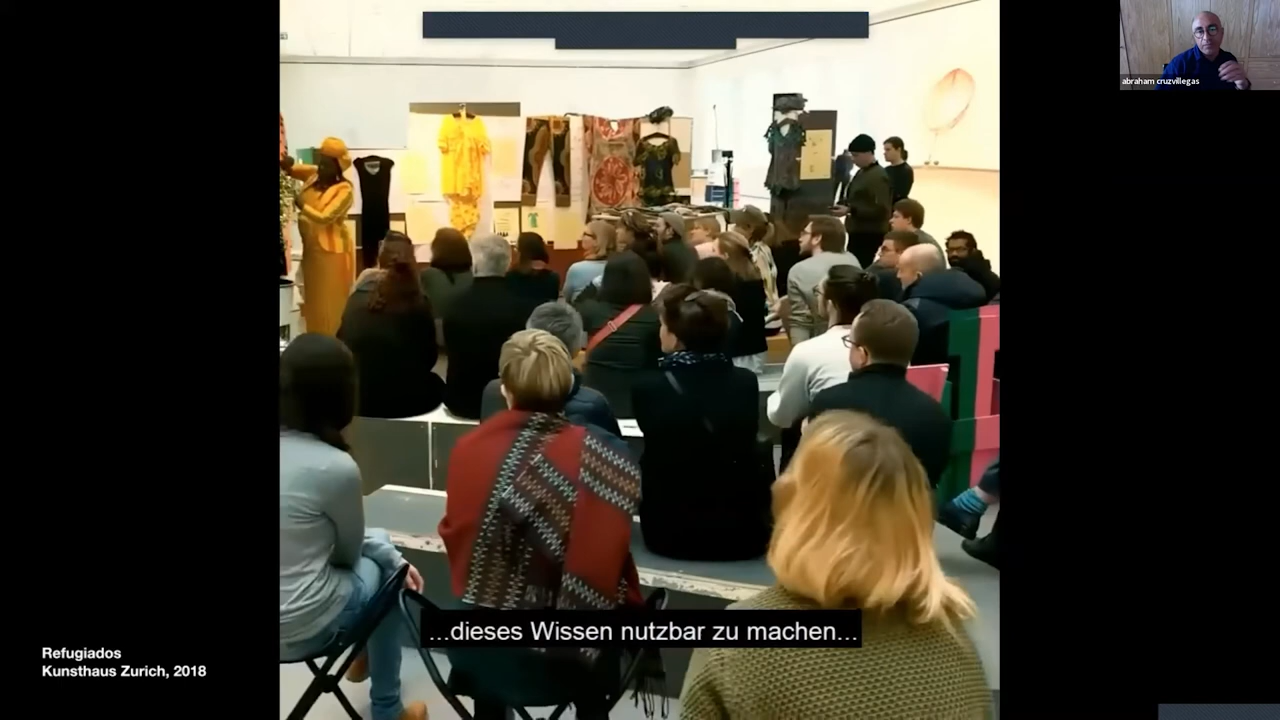 abraham cruzvillegas
...dieses Wissen nutzbar zu machen...
Refugiados
Kunsthaus Zurich, 2018